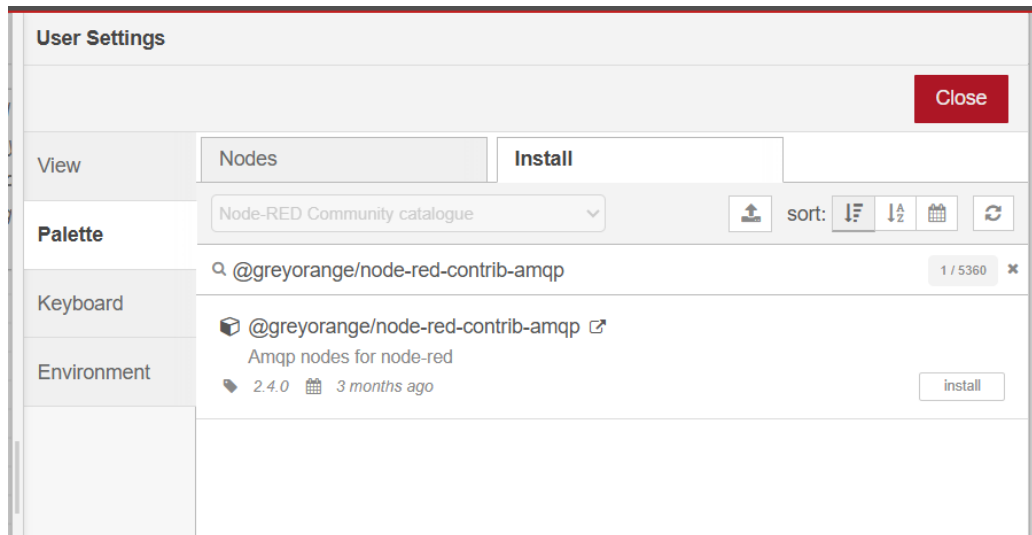 User Settings
Close
View
Palette
Keyboard
Environment
Nodes
Install
Node-RED Community catalogue
sort:
@greyorange/node-red-contrib-amqp
1 / 5360
@greyorange/node-red-contrib-amqp
Amqp nodes for node-red
2.4.0 3 months ago
install